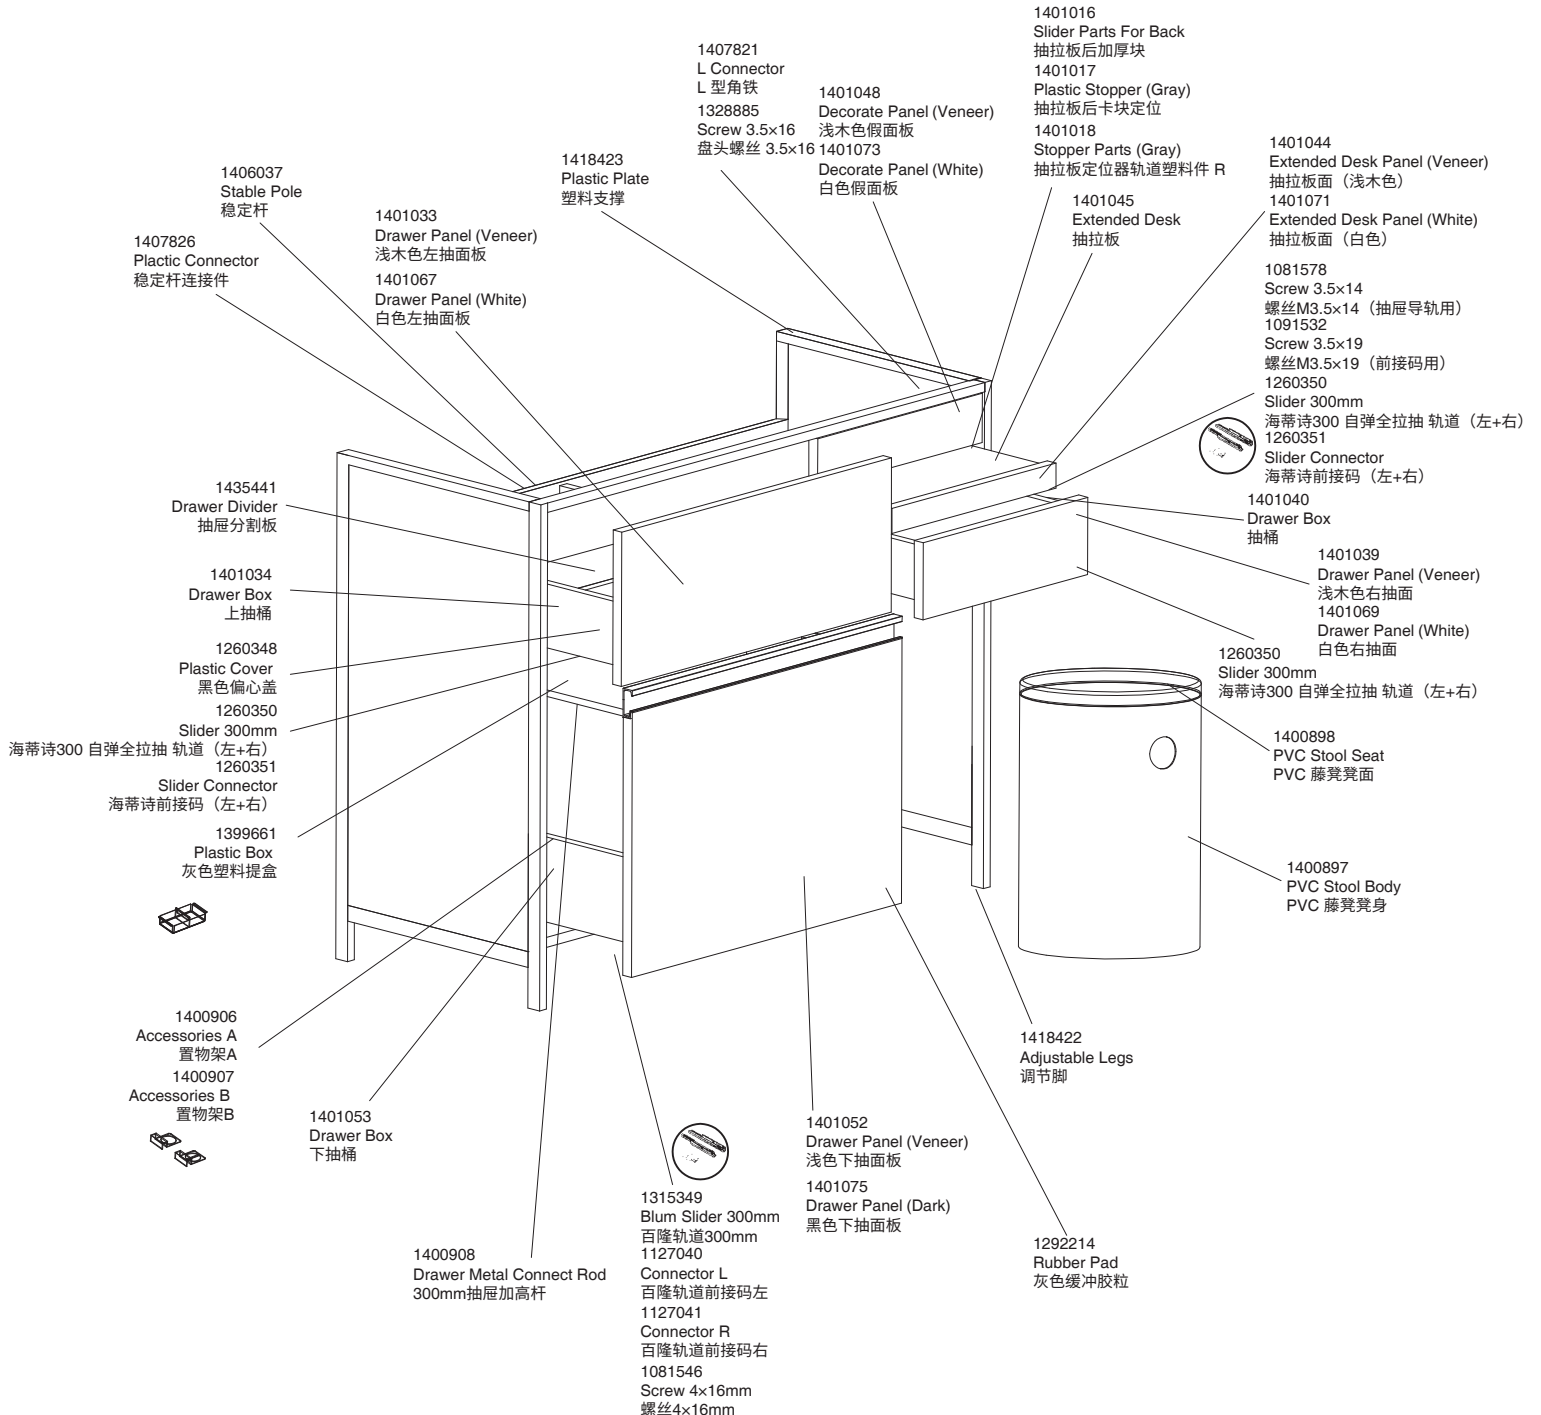 1401016
Slider Parts For Back
抽拉板后加厚块
1401017
Plastic Stopper (Gray)
抽拉板后卡块定位
1401018
Stopper Parts (Gray)
抽拉板定位器轨道塑料件 R
1407821
L Connector
L 型角铁
1328885
Screw 3.5×16
盘头螺丝 3.5×16
1401048
Decorate Panel (Veneer)
浅木色假面板
1401073
Decorate Panel (White)
白色假面板
1401044
Extended Desk Panel (Veneer)
抽拉板面（浅木色）
1401071
Extended Desk Panel (White)
抽拉板面（白色）
1418423
Plastic Plate
塑料支撑
1406037
Stable Pole
稳定杆
1401045
Extended Desk
抽拉板
1401033
Drawer Panel (Veneer)
浅木色左抽面板
1401067
Drawer Panel (White)
白色左抽面板
1407826
Plactic Connector
稳定杆连接件
1081578
Screw 3.5×14
螺丝M3.5×14（抽屉导轨用）
1091532
Screw 3.5×19
螺丝M3.5×19（前接码用）
1260350
Slider 300mm
海蒂诗300 自弹全拉抽 轨道（左+右）
1260351
Slider Connector
海蒂诗前接码（左+右）
1435441
Drawer Divider
抽屉分割板
1401040
Drawer Box
抽桶
1401039
Drawer Panel (Veneer)
浅木色右抽面
1401069
Drawer Panel (White)
白色右抽面
1401034
Drawer Box
上抽桶
1260348
Plastic Cover
黑色偏心盖
1260350
Slider 300mm
海蒂诗300 自弹全拉抽 轨道（左+右）
1260351
Slider Connector
海蒂诗前接码（左+右）
1260350
Slider 300mm
海蒂诗300 自弹全拉抽 轨道（左+右）
1400898
PVC Stool Seat
PVC 藤凳凳面
1399661
Plastic Box
灰色塑料提盒
1400897
PVC Stool Body
PVC 藤凳凳身
1400906
Accessories A
置物架A
1400907
Accessories B
置物架B
1418422
Adjustable Legs
调节脚
1401053
Drawer Box
下抽桶
1401052
Drawer Panel (Veneer)
浅色下抽面板
1401075
Drawer Panel (Dark)
黑色下抽面板
1315349
Blum Slider 300mm
百隆轨道300mm
1127040
Connector L
百隆轨道前接码左
1127041
Connector R
百隆轨道前接码右
1081546
Screw 4×16mm
螺丝4×16mm
1400908
Drawer Metal Connect Rod
300mm抽屉加高杆
1292214
Rubber Pad
灰色缓冲胶粒